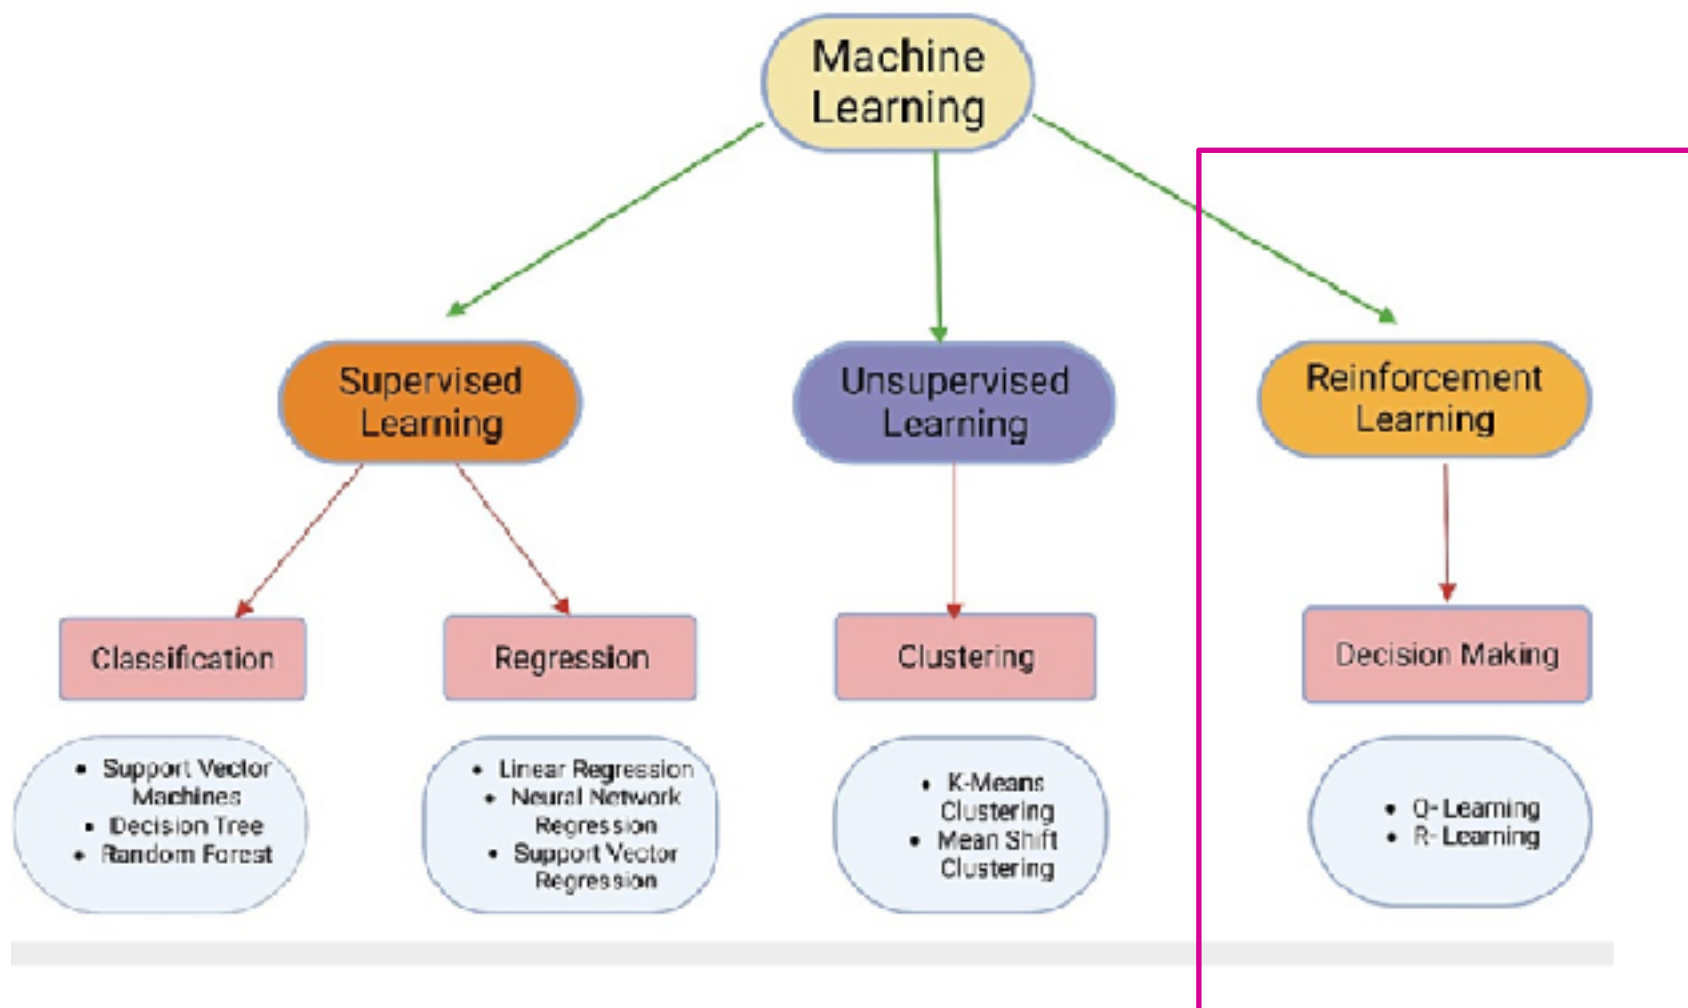 Machine
Learning
Supervised
Learning
Unsupervised
Learning
Reinforcement
Learning
Classification
Regression
Clustering
Decision Making
• Support Vector
Machines
• Decision Tree
• Random Forest
• Linear Regression
• Neural Network
Regression
• Support Vector
Regression
• K-Means
Clustering
• Mean Shift
Clustering
• Q- Learning
• R- Learning